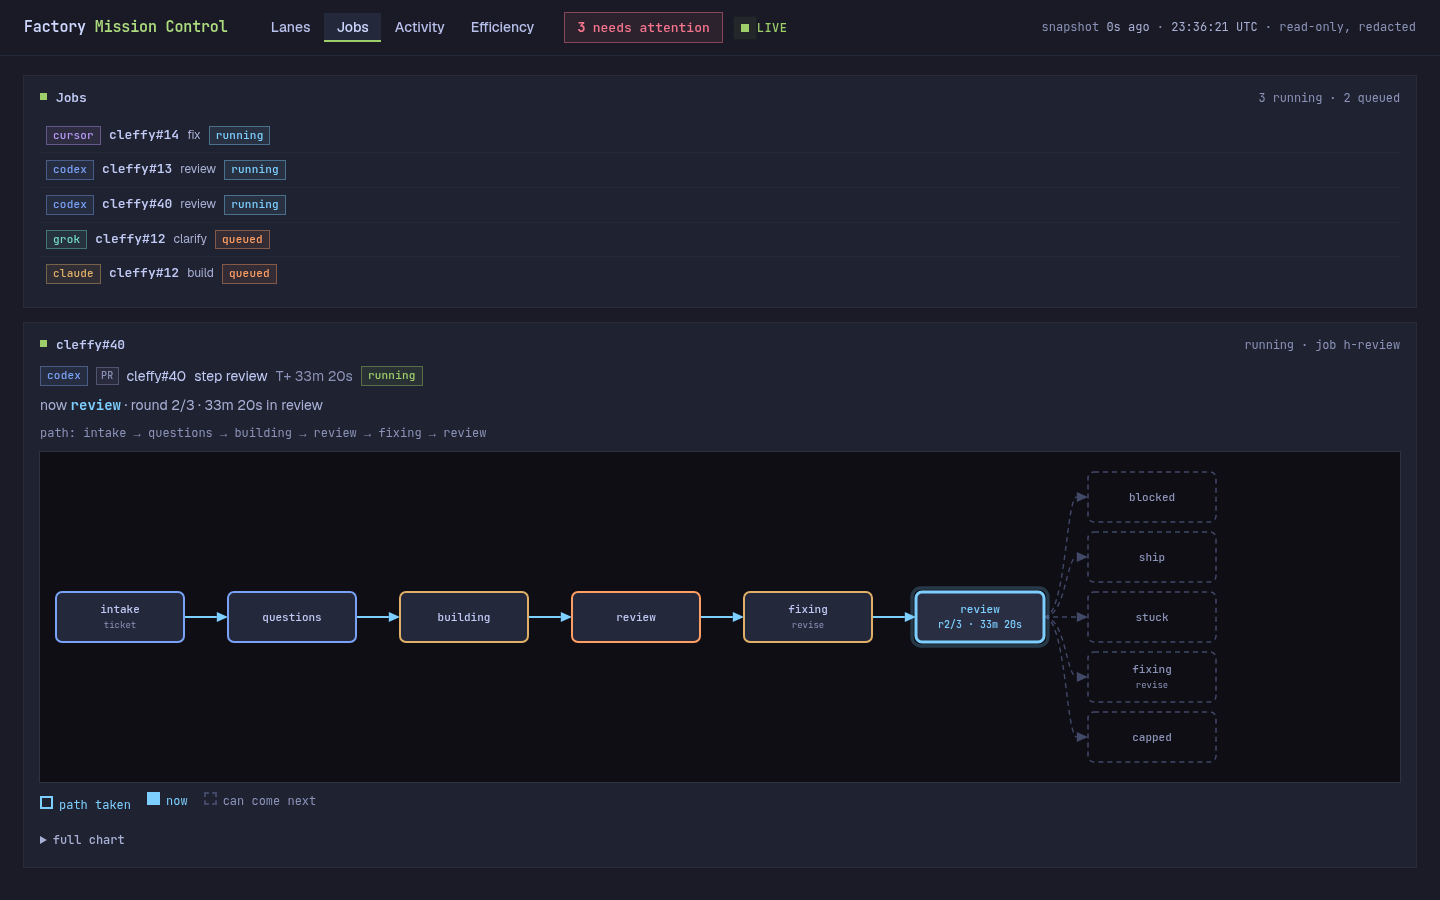 Factory Mission Control Lanes Jobs Activity Efficiency 3 needs attention LIVE snapshot 0s ago · 23:36:21 UTC · read-only, redacted
Jobs 3 running · 2 queued
cursor cleffy#14 fix running
codex cleffy#13 review running
codex cleffy#40 review running
grok cleffy#12 clarify queued
claude cleffy#12 build queued
cleffy#40 running · job h-review
codex PR cleffy#40 step review T+ 33m 20s running
now review · round 2/3 · 33m 20s in review
path: intake → questions → building → review → fixing → review
intake
ticket
questions
building
review
fixing
revise
review
r2/3 · 33m 20s
blocked
ship
stuck
fixing
revise
capped
path taken now can come next
full chart